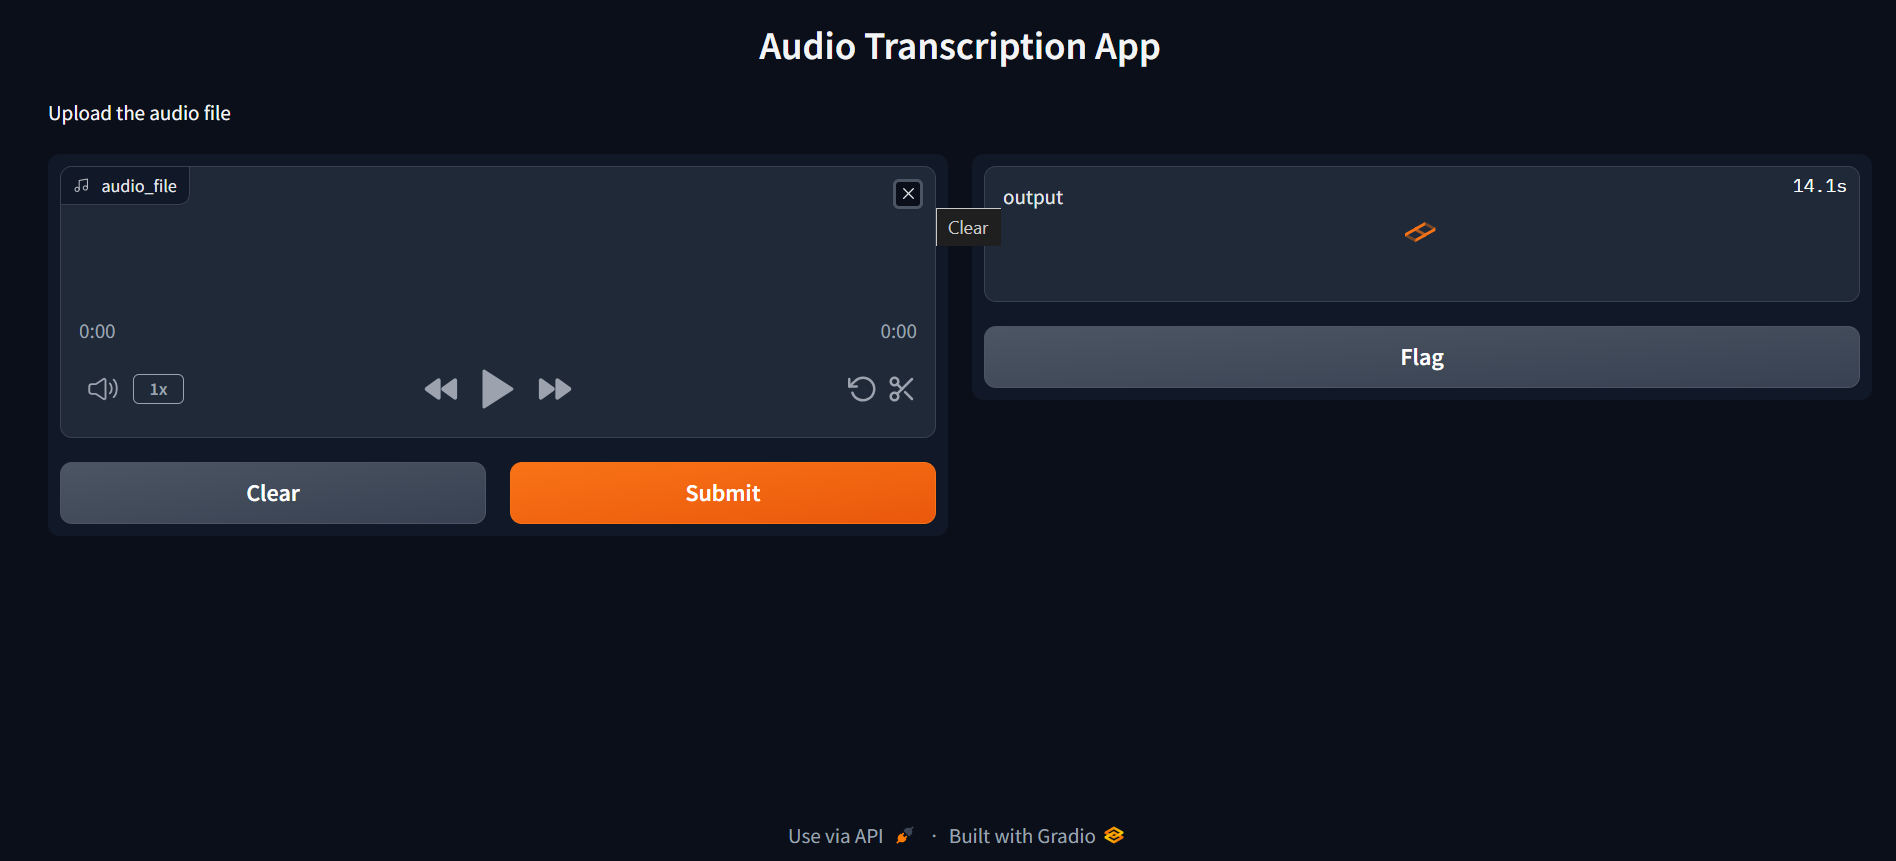 Audio Transcription App
Upload the audio file
audio_file
Clear
0:00
0:00
1x
Clear
Submit
output
14.1s
Flag
Use via API · Built with Gradio